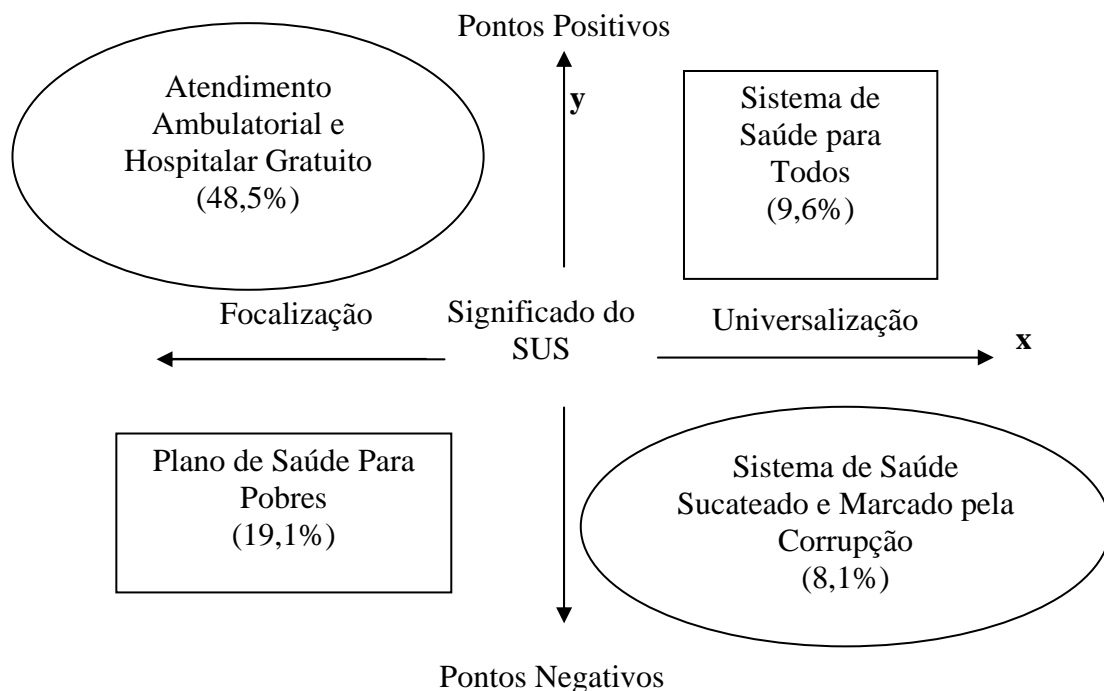 Pontos Positivos
Atendimento
Ambulatorial e
Hospitalar Gratuito
(48,5%)
y
Sistema de
Saúde para
Todos
(9,6%)
Focalização
Significado do
SUS
Universalização
x
Plano de Saúde Para
Pobres
(19,1%)
Sistema de Saúde
Sucateado e Marcado pela
Corrupção
(8,1%)
Pontos Negativos